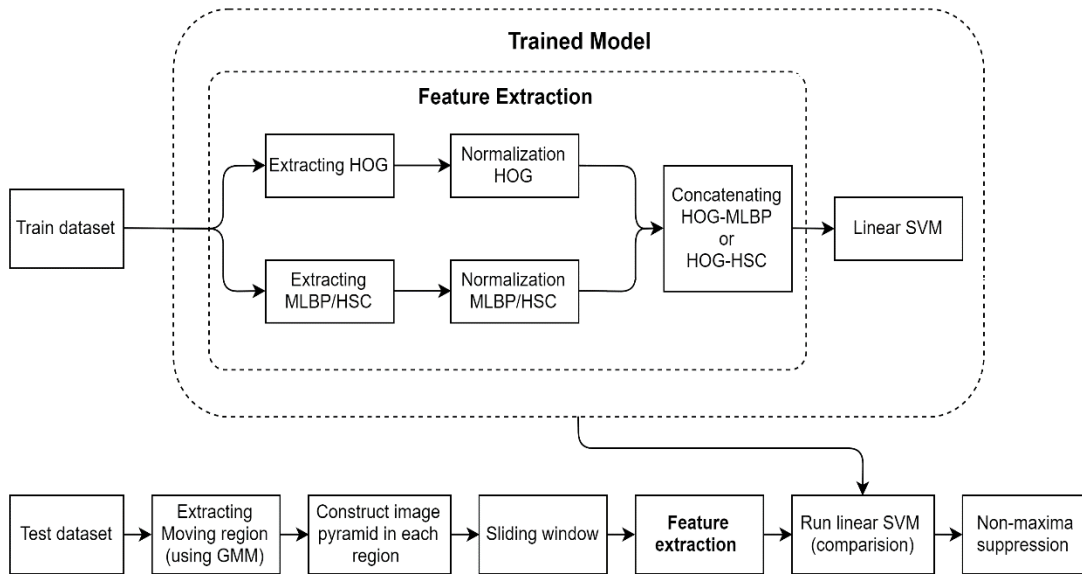 Trained Model
Feature Extraction
Extracting HOG
Normalization
HOG
Train dataset
Concatenating
HOG-MLBP
or
HOG-HSC
Linear SVM
Extracting
MLBP/HSC
Normalization
MLBP/HSC
Test dataset
Extracting
Moving region
(using GMM)
Construct image
pyramid in each
region
Sliding window
Feature
extraction
Run linear SVM
(comparision)
Non-maxima
suppression